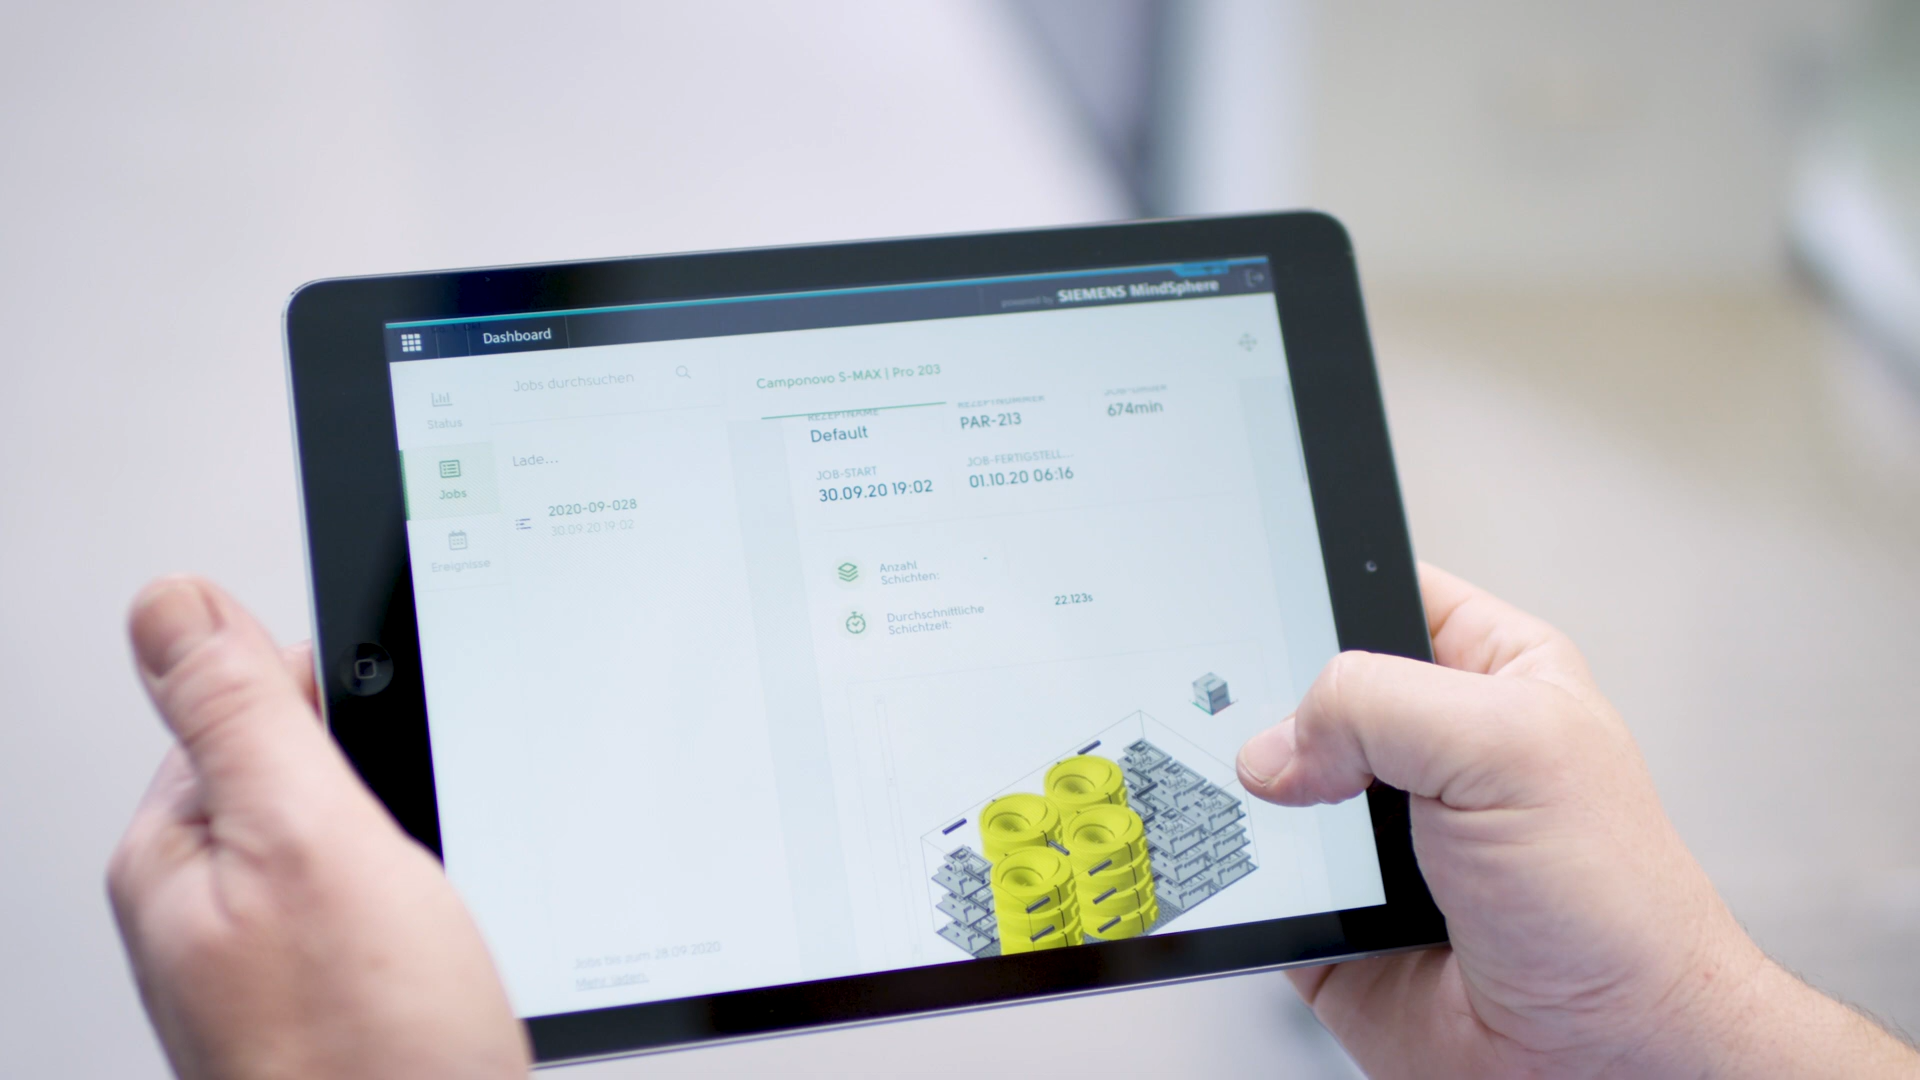 Dashboard
powered by SIEMENS MindSphere
Status
Jobs
Ereignisse
Jobs durchsuchen
Lade...
2020-09-028
30.09.20 19:02
Jobs bis zum 28.09.2020
Mehr laden.
Camponovo S-MAX | Pro 203
REZEPTNAME
Default
REZEPTNUMMER
PAR-213
674min
JOB-START
30.09.20 19:02
JOB-FERTIGSTELL...
01.10.20 06:16
Anzahl
Schichten:
-
Durchschnittliche
Schichtzeit:
22.123s